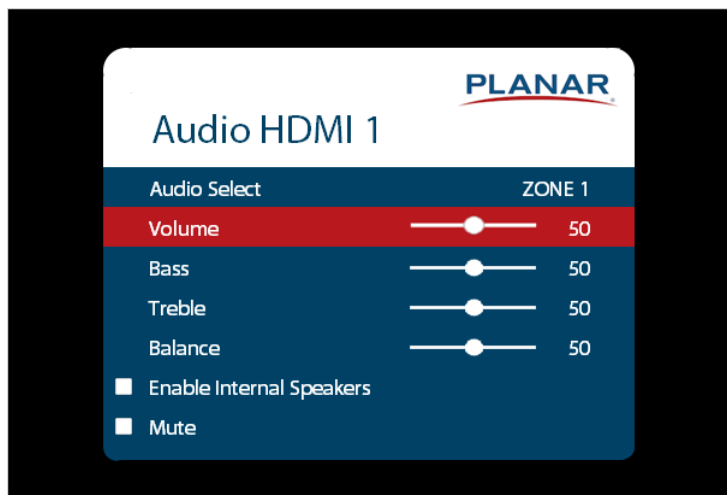 PLANAR
Audio HDMI 1
Audio Select ZONE 1
Volume 50
Bass 50
Treble 50
Balance 50
Enable Internal Speakers
Mute